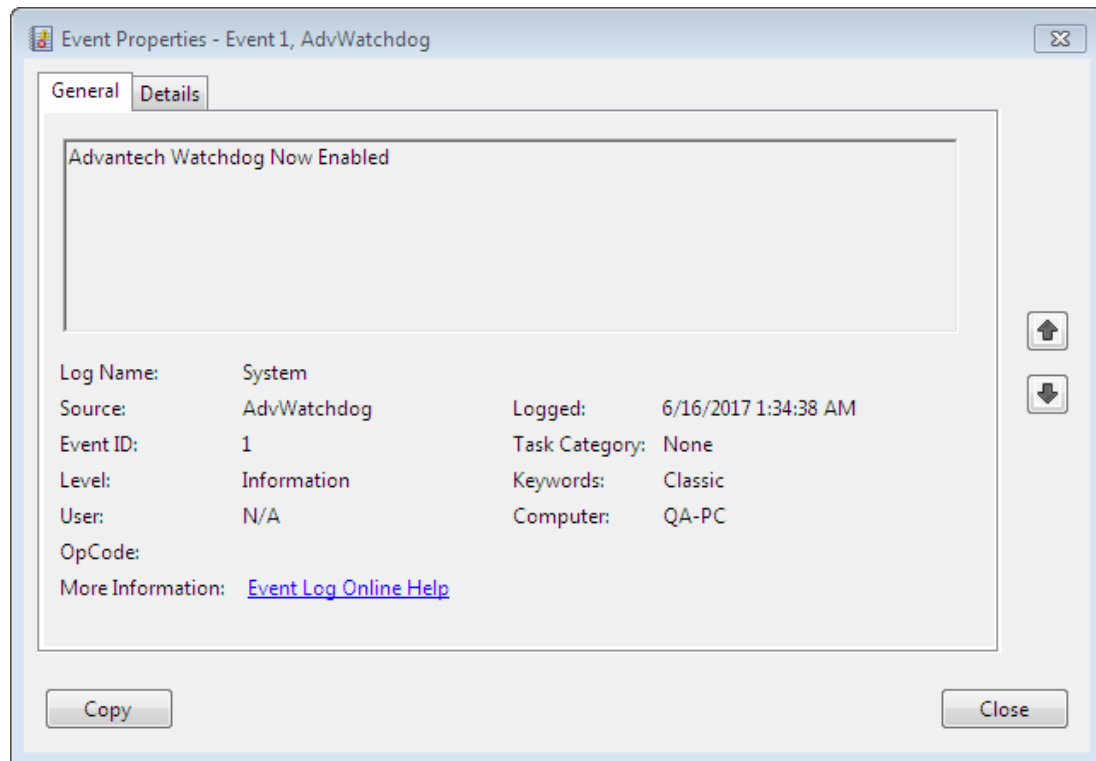 Event Properties - Event 1, AdvWatchdog
General Details
Advantech Watchdog Now Enabled
Log Name: System
Source: AdvWatchdog Logged: 6/16/2017 1:34:38 AM
Event ID: 1 Task Category: None
Level: Information Keywords: Classic
User: N/A Computer: QA-PC
OpCode:
More Information: Event Log Online Help
Copy Close